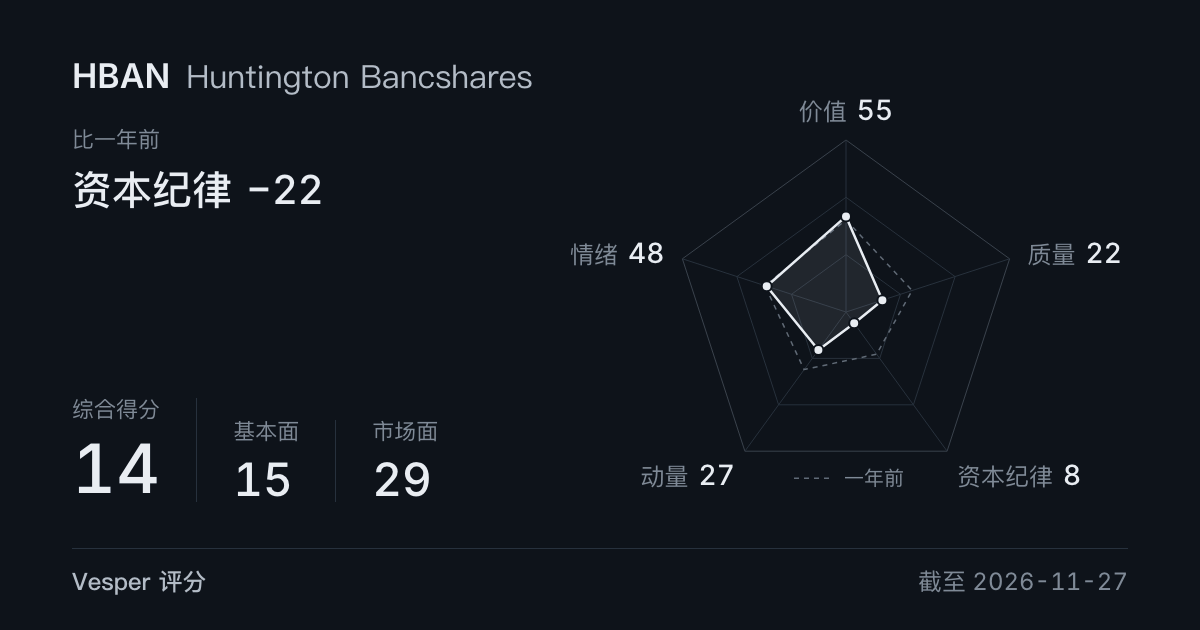 HBAN Huntington Bancshares
比一年前
资本纪律 −22
价值 55
情绪 48
质量 22
动量 27
一年前
资本纪律 8
综合得分
14
基本面
15
市场面
29
Vesper 评分
截至 2026-11-27